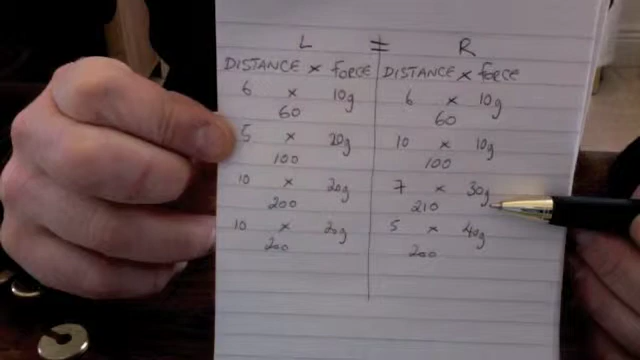 L = R
DISTANCE × FORCE DISTANCE × FORCE
6 × 10g 6 × 10g
60 60
5 × 20g 10 × 10g
100 100
10 × 20g 7 × 30g
200 210
10 × 20g 5 × 40g
200 200